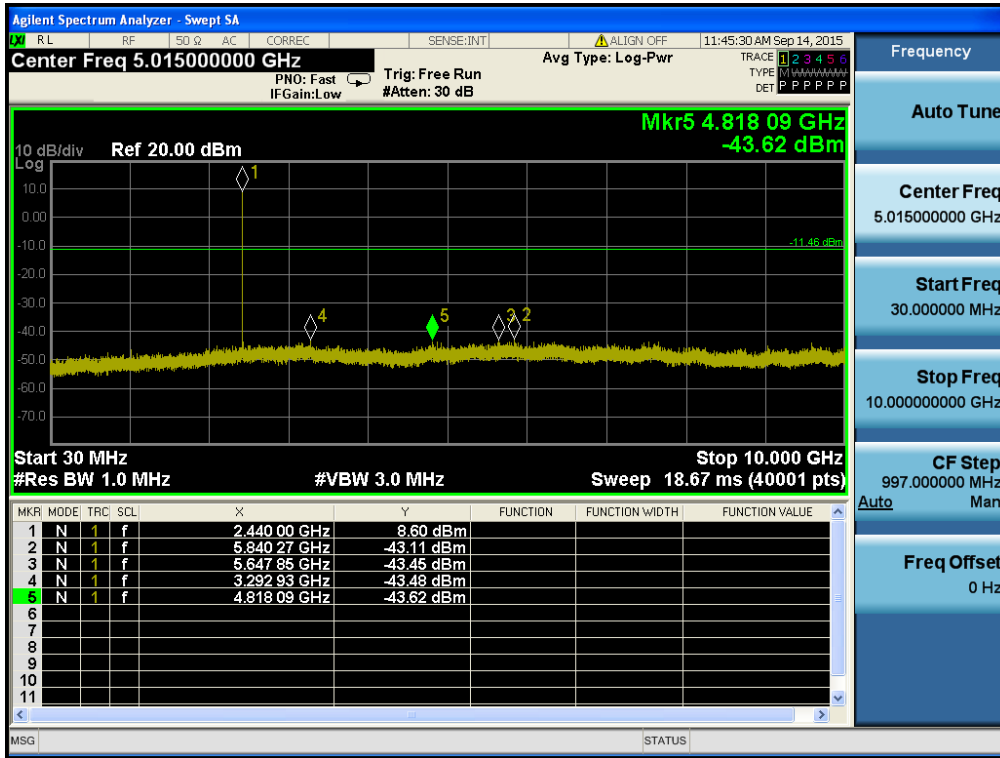 Agilent Spectrum Analyzer - Swept SA
LXI RL RF 50 Ω AC CORREC SENSE:INT ALIGN OFF 11:45:30 AM Sep 14, 2015
Center Freq 5.015000000 GHz
PNO: Fast
IFGain:Low
Trig: Free Run
#Atten: 30 dB
Avg Type: Log-Pwr
TRACE 1 2 3 4 5 6
TYPE M
DET P P P P P P
Mkr5 4.818 09 GHz
-43.62 dBm
10 dB/div Ref 20.00 dBm
Log
10.0
0.00
-10.0
-20.0
-30.0
-40.0
-50.0
-60.0
-70.0
1
-11.46 dBm
4
5
3
2
Start 30 MHz
Stop 10.000 GHz
#Res BW 1.0 MHz #VBW 3.0 MHz Sweep 18.67 ms (40001 pts)
MKR MODE TRC SCL X Y FUNCTION FUNCTION WIDTH FUNCTION VALUE
1 N 1 f 2.440 00 GHz 8.60 dBm
2 N 1 f 5.840 27 GHz -43.11 dBm
3 N 1 f 5.647 85 GHz -43.45 dBm
4 N 1 f 3.292 93 GHz -43.48 dBm
5 N 1 f 4.818 09 GHz -43.62 dBm
6
7
8
9
10
11
MSG STATUS
Frequency
Auto Tune
Center Freq
5.015000000 GHz
Start Freq
30.000000 MHz
Stop Freq
10.000000000 GHz
CF Step
997.000000 MHz
Auto Man
Freq Offset
0 Hz